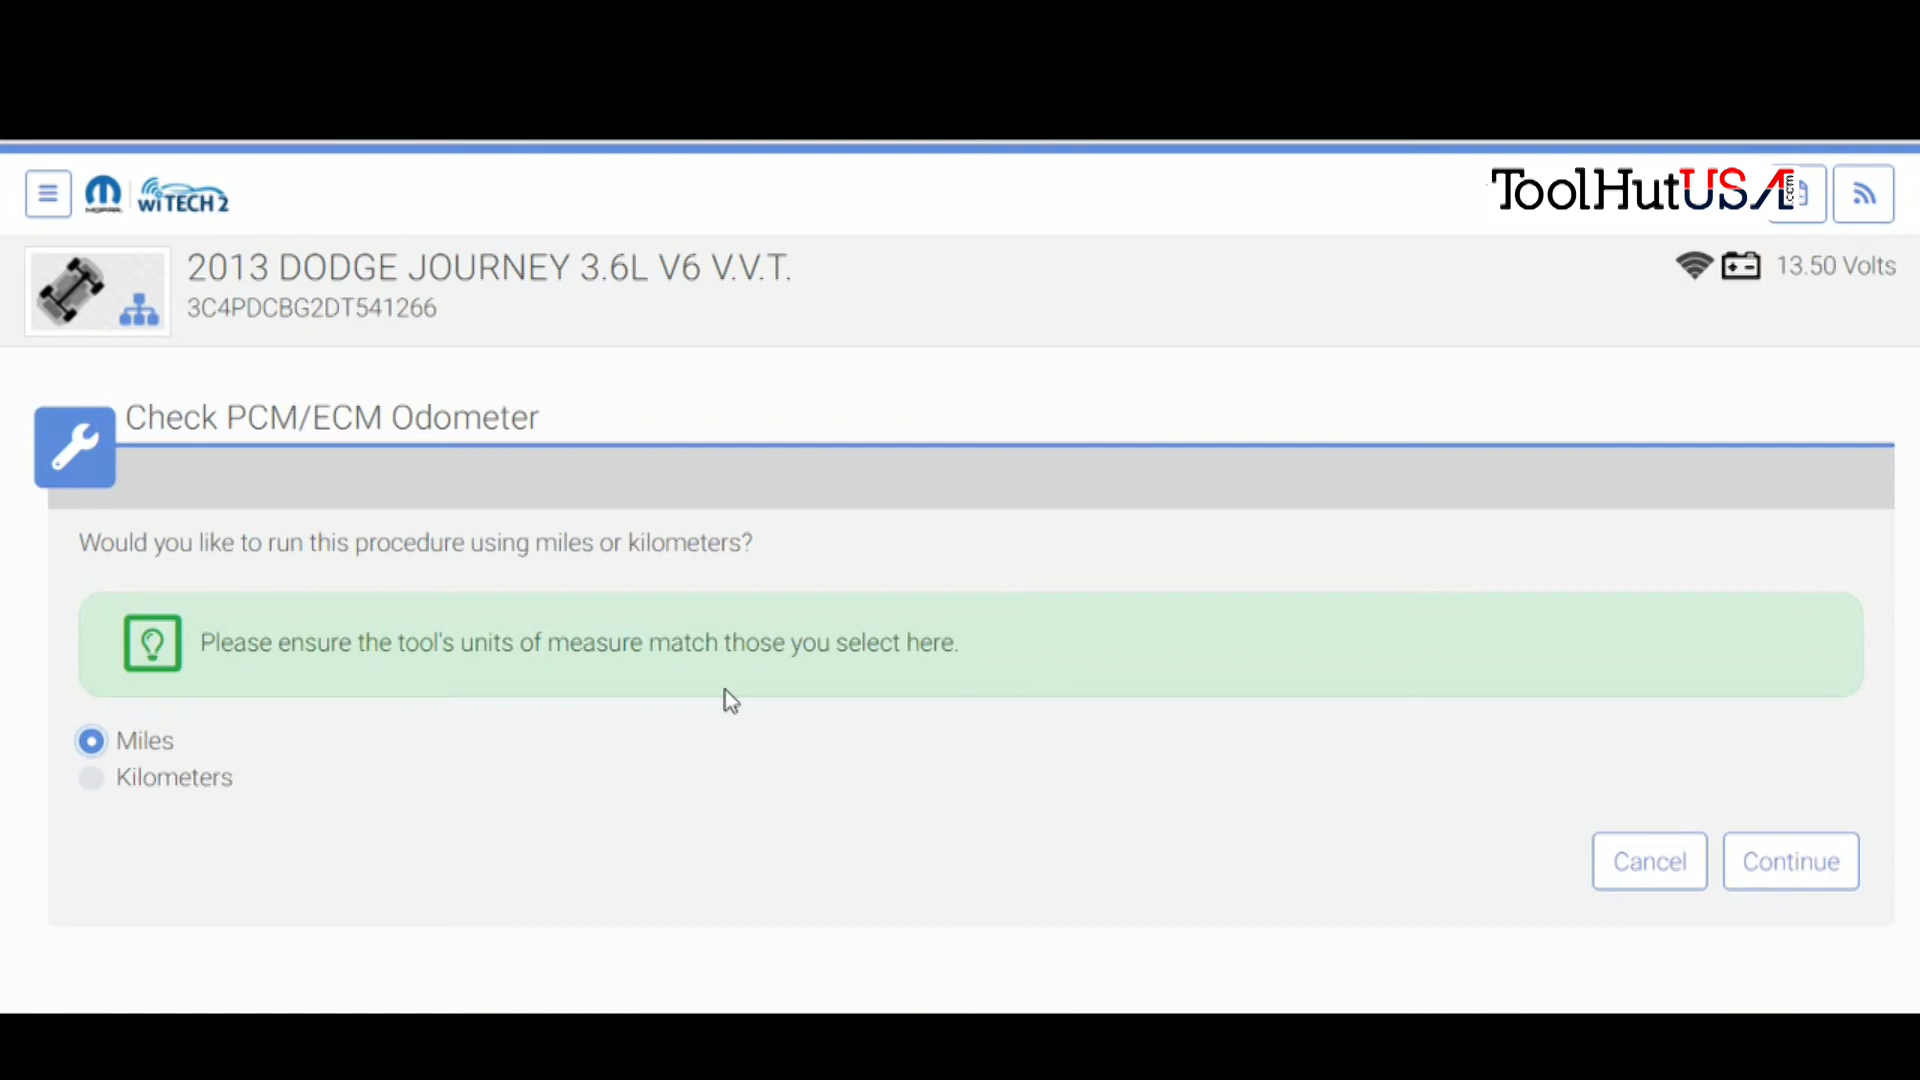 MOPAR wiTECH 2
ToolHutUSA.com
2013 DODGE JOURNEY 3.6L V6 V.V.T.
3C4PDCBG2DT541266
13.50 Volts
Check PCM/ECM Odometer
Would you like to run this procedure using miles or kilometers?
Please ensure the tool's units of measure match those you select here.
Miles
Kilometers
Cancel
Continue